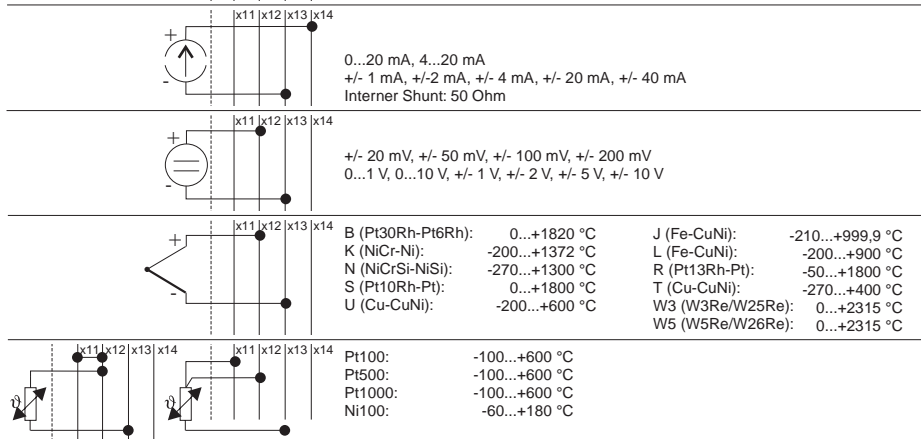 |x11 |x12 |x13 |x14
+
-
0...20 mA, 4...20 mA
+/- 1 mA, +/-2 mA, +/- 4 mA, +/- 20 mA, +/- 40 mA
Interner Shunt: 50 Ohm
|x11 |x12 |x13 |x14
+
-
+/- 20 mV, +/- 50 mV, +/- 100 mV, +/- 200 mV
0...1 V, 0...10 V, +/- 1 V, +/- 2 V, +/- 5 V, +/- 10 V
|x11 |x12 |x13 |x14
+
-
B (Pt30Rh-Pt6Rh): 0...+1820 °C J (Fe-CuNi): -210...+999,9 °C
K (NiCr-Ni): -200...+1372 °C L (Fe-CuNi): -200...+900 °C
N (NiCrSi-NiSi): -270...+1300 °C R (Pt13Rh-Pt): -50...+1800 °C
S (Pt10Rh-Pt): 0...+1800 °C T (Cu-CuNi): -270...+400 °C
U (Cu-CuNi): -200...+600 °C W3 (W3Re/W25Re): 0...+2315 °C
W5 (W5Re/W26Re): 0...+2315 °C
|x11 |x12 |x13 |x14 |x11 |x12 |x13 |x14
ϑ ϑ
Pt100: -100...+600 °C
Pt500: -100...+600 °C
Pt1000: -100...+600 °C
Ni100: -60...+180 °C